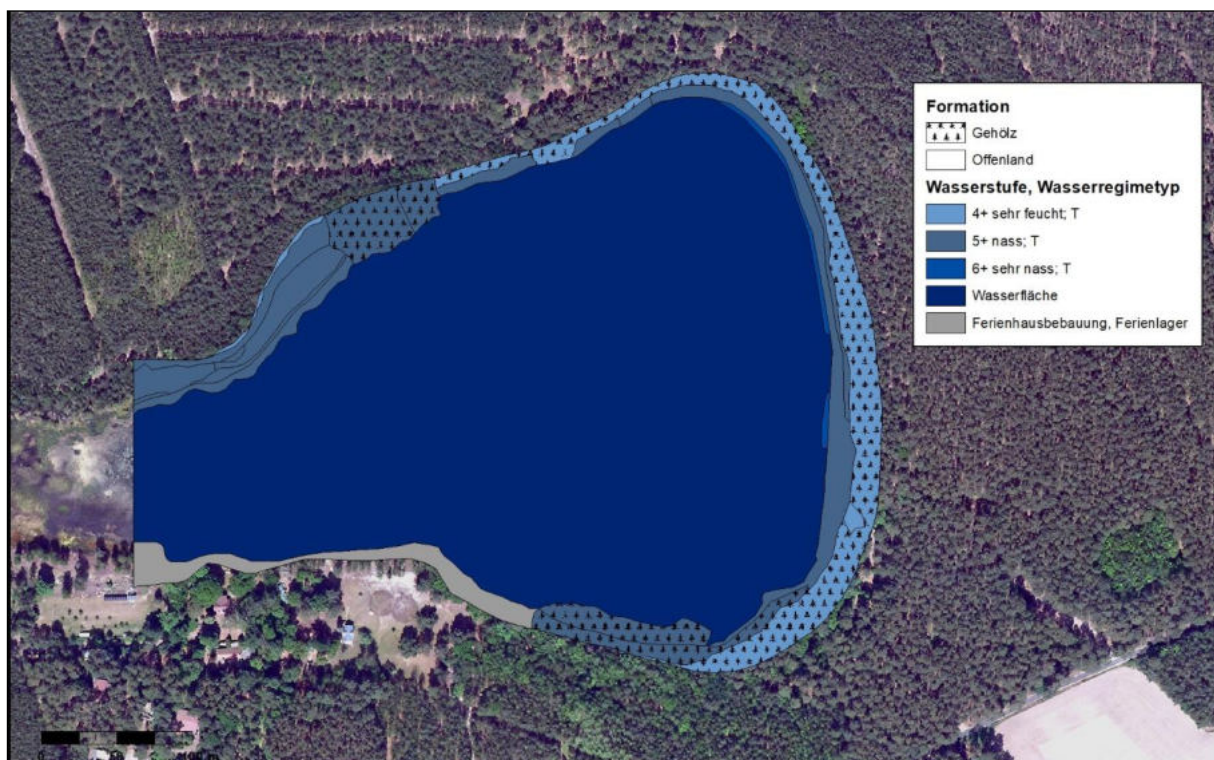 Formation
Gehölz
Offenland
Wasserstufe, Wasserregimetyp
4+ sehr feucht; T
5+ nass; T
6+ sehr nass; T
Wasserfläche
Ferienhausbebauung, Ferienlager